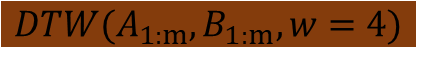 DTW(A₁:ₘ, B₁:ₘ, w = 4)